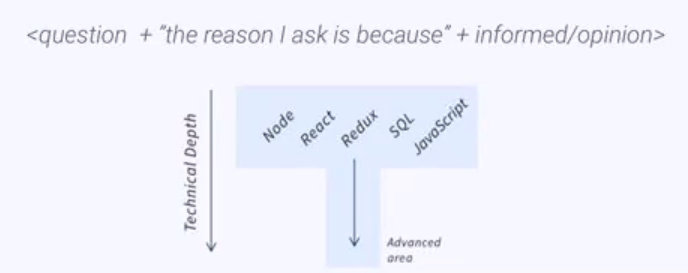 <question + “the reason I ask is because” + informed/opinion>
Technical Depth
Node
React
Redux
SQL
JavaScript
Advanced
area